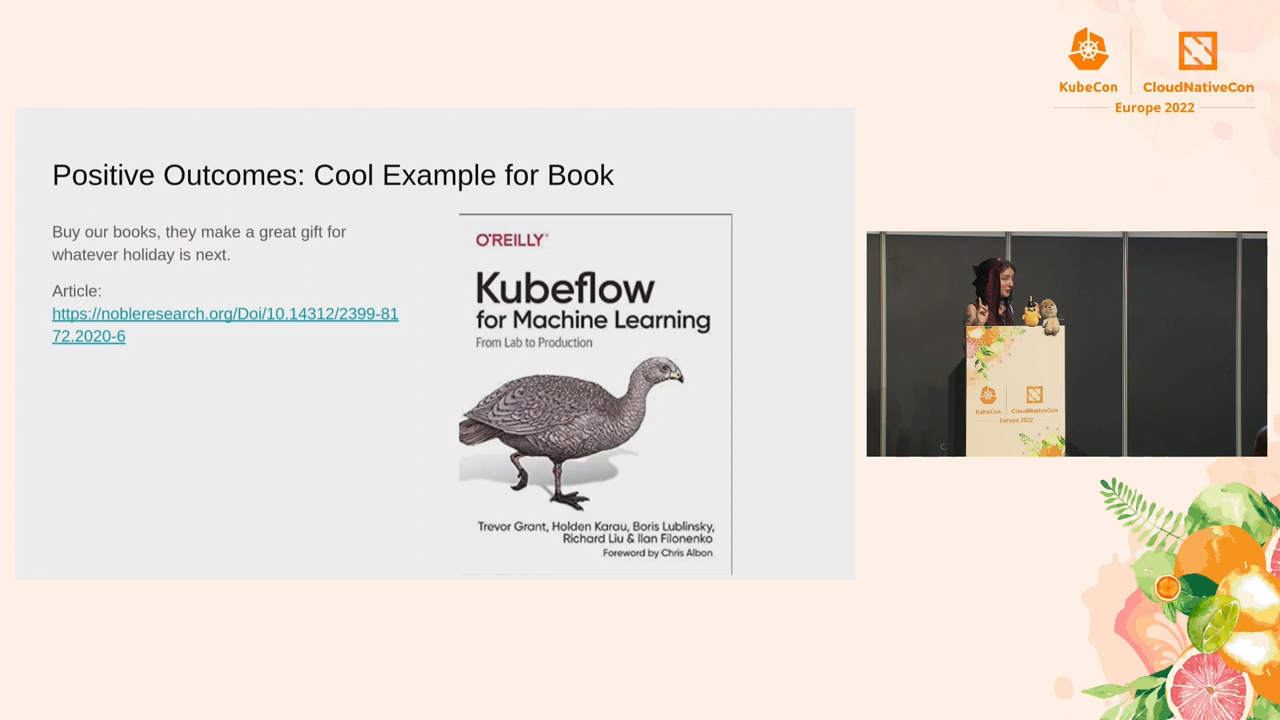 KubeCon
CloudNativeCon
Europe 2022
Positive Outcomes: Cool Example for Book
Buy our books, they make a great gift for
whatever holiday is next.
Article:
https://nobleresearch.org/Doi/10.14312/2399-81
72.2020-6
O'REILLY®
Kubeflow
for Machine Learning
From Lab to Production
Trevor Grant, Holden Karau, Boris Lublinsky,
Richard Liu & Ilan Filonenko
Foreword by Chris Albon
KubeCon
CloudNativeCon
Europe 2022